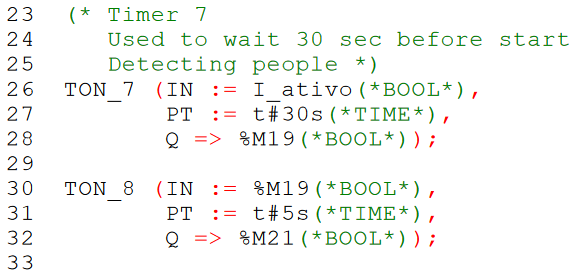 23 (* Timer 7
24 Used to wait 30 sec before start
25 Detecting people *)
26 TON_7 (IN := I_ativo(*BOOL*),
27 PT := t#30s(*TIME*),
28 Q => %M19(*BOOL*));
29
30 TON_8 (IN := %M19(*BOOL*),
31 PT := t#5s(*TIME*),
32 Q => %M21(*BOOL*));
33